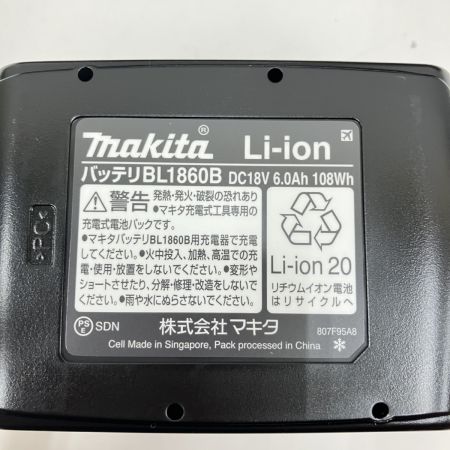 makita® Li-ion
バッテリBL1860B DC18V 6.0Ah 108Wh
警告 発熱・発火・破裂の恐れあり
●マキタ充電式工具専用の
充電式電池パックです。
●マキタバッテリBL1860B用充電器で充電
してください。●火中投入、加熱、高温での充
電・使用・放置をしないでください。●変形や
ショートさせたり、分解・修理・改造をしない
でください。●雨や水にぬらさないでください。
Li-ion 20
リチウムイオン電池
はリサイクルへ
PS SDN
株式会社マキタ
807F95A8
Cell Made in Singapore, Pack processed in China
>PC<